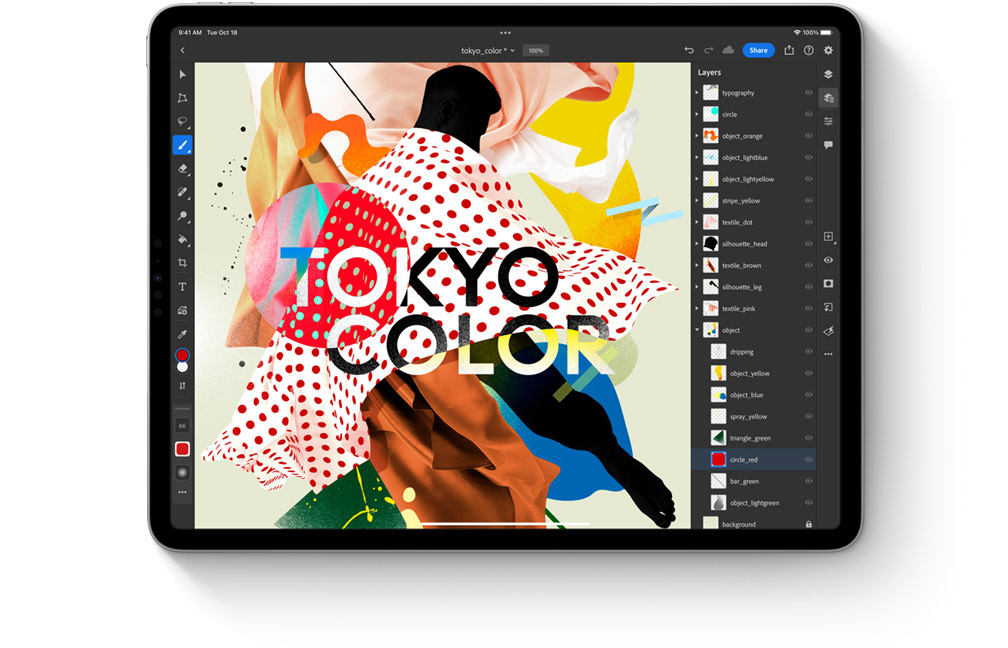 9:41 AM Tue Oct 18
100%
tokyo_color *
100%
Share
Layers
typography
circle
object_orange
object_lightblue
object_lightyellow
stripe_yellow
textile_dot
silhouette_head
textile_brown
silhouette_leg
textile_pink
object
dripping
object_yellow
object_blue
spray_yellow
triangle_green
circle_red
bar_green
object_lightgreen
background
66
TOKYO
COLOR